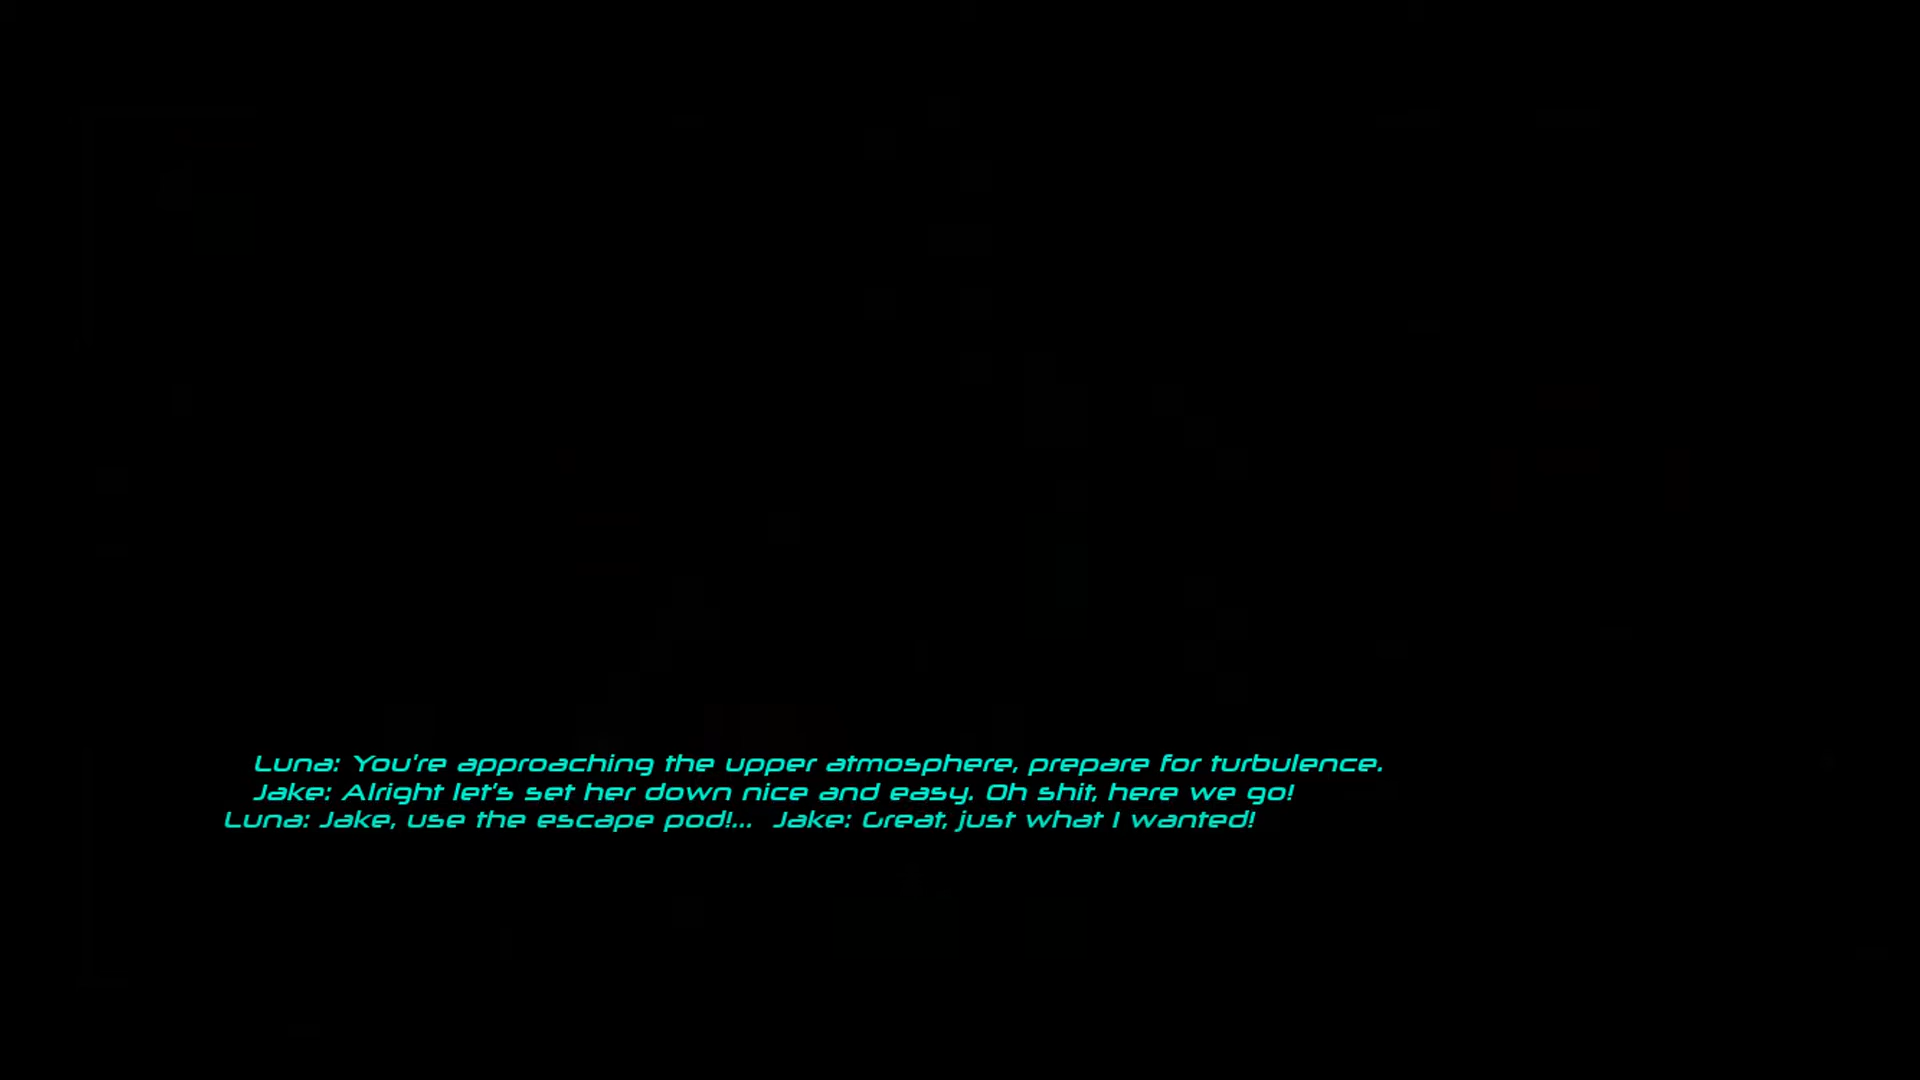 Luna: You're approaching the upper atmosphere, prepare for turbulence.
Jake: Alright let's set her down nice and easy. Oh shit, here we go!
Luna: Jake, use the escape pod!... Jake: Great, just what I wanted!